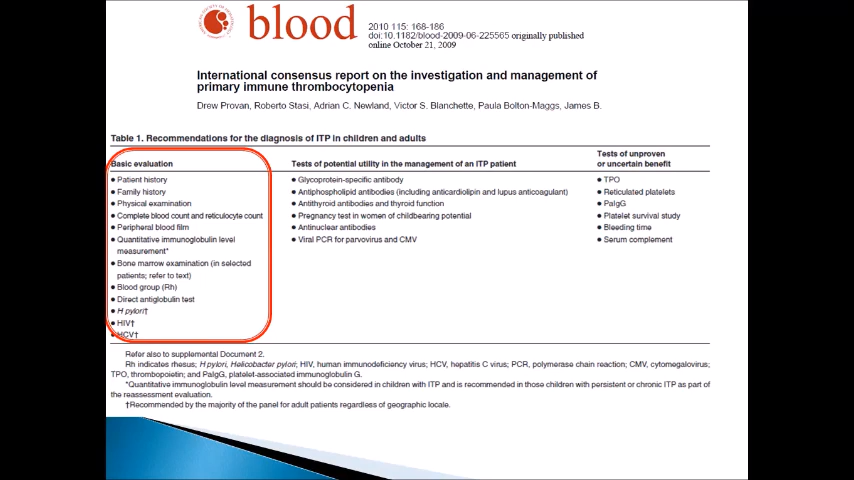 blood
2010 115: 168-186
doi:10.1182/blood-2009-06-225565 originally published
online October 21, 2009
International consensus report on the investigation and management of
primary immune thrombocytopenia
Drew Provan, Roberto Stasi, Adrian C. Newland, Victor S. Blanchette, Paula Bolton-Maggs, James B.
Table 1. Recommendations for the diagnosis of ITP in children and adults
Basic evaluation
• Patient history
• Family history
• Physical examination
• Complete blood count and reticulocyte count
• Peripheral blood film
• Quantitative immunoglobulin level
measurement*
• Bone marrow examination (in selected
patients; refer to text)
• Blood group (Rh)
• Direct antiglobulin test
• H pylori†
• HIV†
• HCV†
Tests of potential utility in the management of an ITP patient
• Glycoprotein-specific antibody
• Antiphospholipid antibodies (including anticardiolipin and lupus anticoagulant)
• Antithyroid antibodies and thyroid function
• Pregnancy test in women of childbearing potential
• Antinuclear antibodies
• Viral PCR for parvovirus and CMV
Tests of unproven
or uncertain benefit
• TPO
• Reticulated platelets
• PaIgG
• Platelet survival study
• Bleeding time
• Serum complement
Refer also to supplemental Document 2.
Rh indicates rhesus; H pylori, Helicobacter pylori; HIV, human immunodeficiency virus; HCV, hepatitis C virus; PCR, polymerase chain reaction; CMV, cytomegalovirus;
TPO, thrombopoietin; and PaIgG, platelet-associated immunoglobulin G.
*Quantitative immunoglobulin level measurement should be considered in children with ITP and is recommended in those children with persistent or chronic ITP as part of
the reassessment evaluation.
†Recommended by the majority of the panel for adult patients regardless of geographic locale.